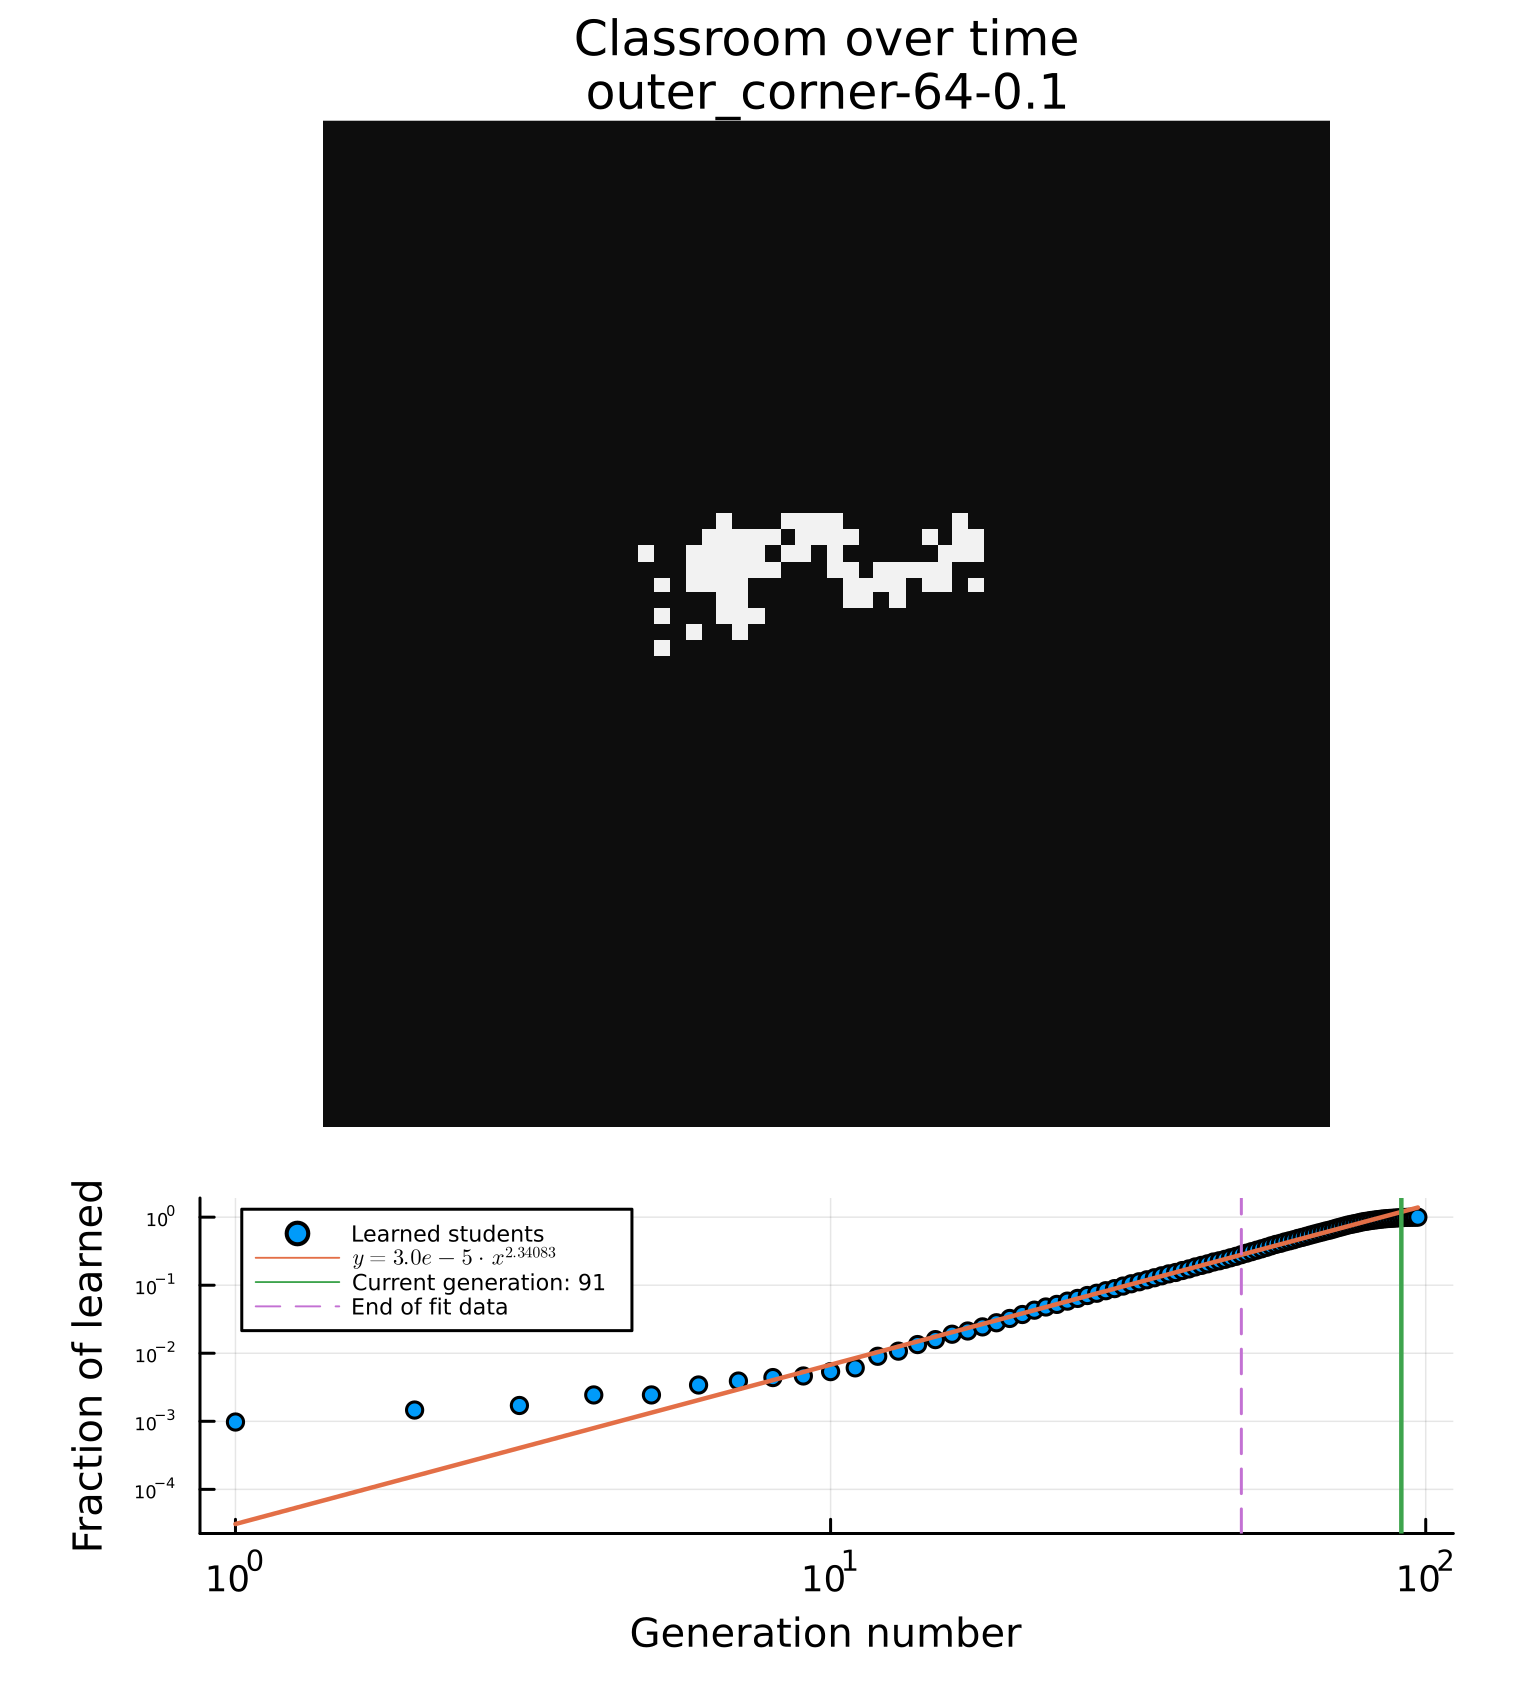 Classroom over time
outer_corner-64-0.1
Fraction of learned
10^0
10^−1
10^−2
10^−3
10^−4
Learned students
y = 3.0e − 5 · x^2.34083
Current generation: 91
End of fit data
10^0 10^1 10^2
Generation number